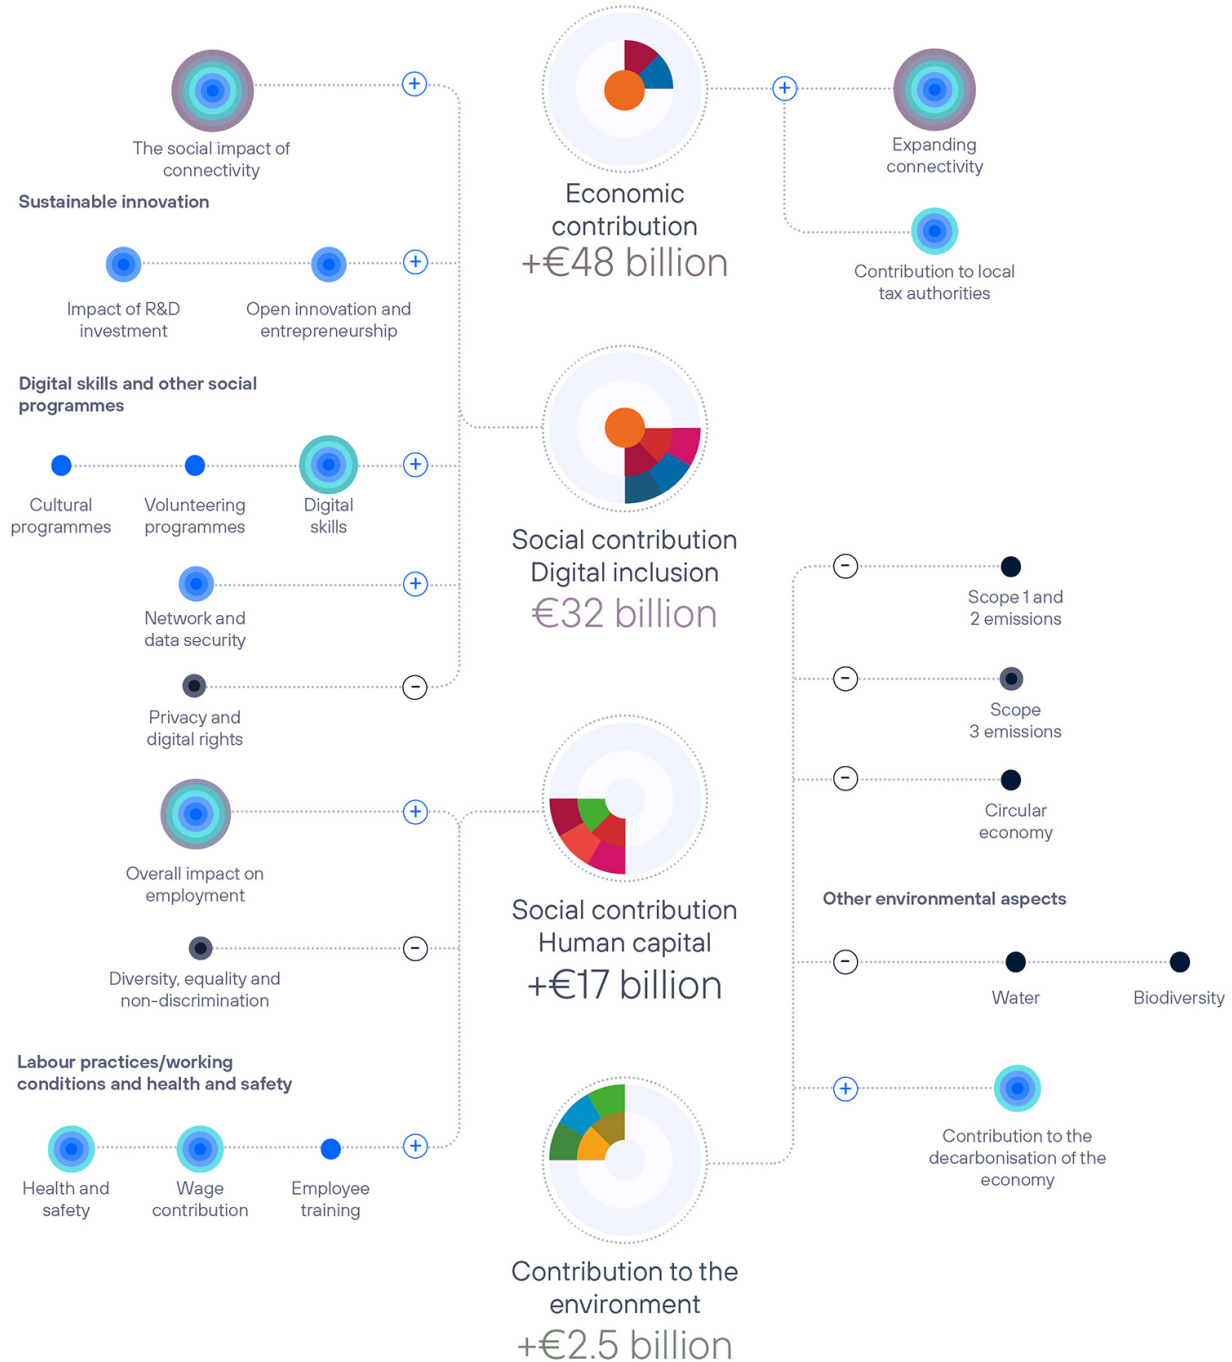 The social impact of
connectivity
Sustainable innovation
Impact of R&D
investment
Open innovation and
entrepreneurship
Digital skills and other social
programmes
Cultural
programmes
Volunteering
programmes
Digital
skills
Network and
data security
Privacy and
digital rights
Overall impact on
employment
Diversity, equality and
non-discrimination
Labour practices/working
conditions and health and safety
Health and
safety
Wage
contribution
Employee
training
Economic
contribution
+€48 billion
Social contribution
Digital inclusion
€32 billion
Social contribution
Human capital
+€17 billion
Contribution to the
environment
+€2.5 billion
Expanding
connectivity
Contribution to local
tax authorities
Scope 1 and
2 emissions
Scope
3 emissions
Circular
economy
Other environmental aspects
Water
Biodiversity
Contribution to the
decarbonisation of the
economy